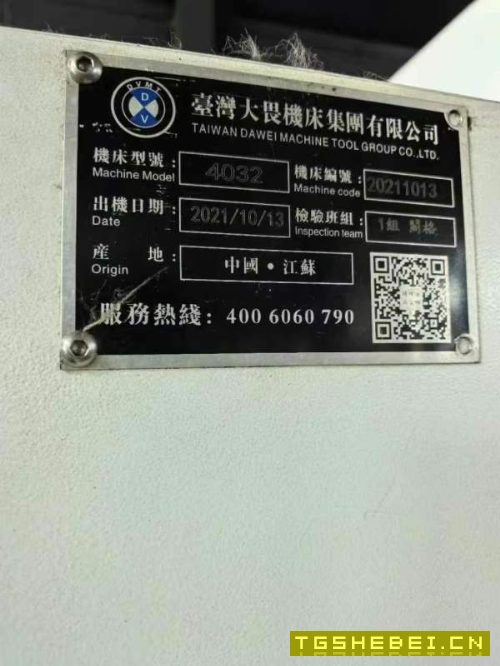 DVMT
D
V
臺灣大畏機床集團有限公司
TAIWAN DAWEI MACHINE TOOL GROUP CO.,LTD.
機床型號：
Machine Model
4032
機床編號：
Machine code
20211013
出機日期：
Date
2021/10/13
檢驗班組：
Inspection team
1組
產 地：
Origin
中國·江蘇
服務熱綫：400 6060 790
TGSHEBEI.CN